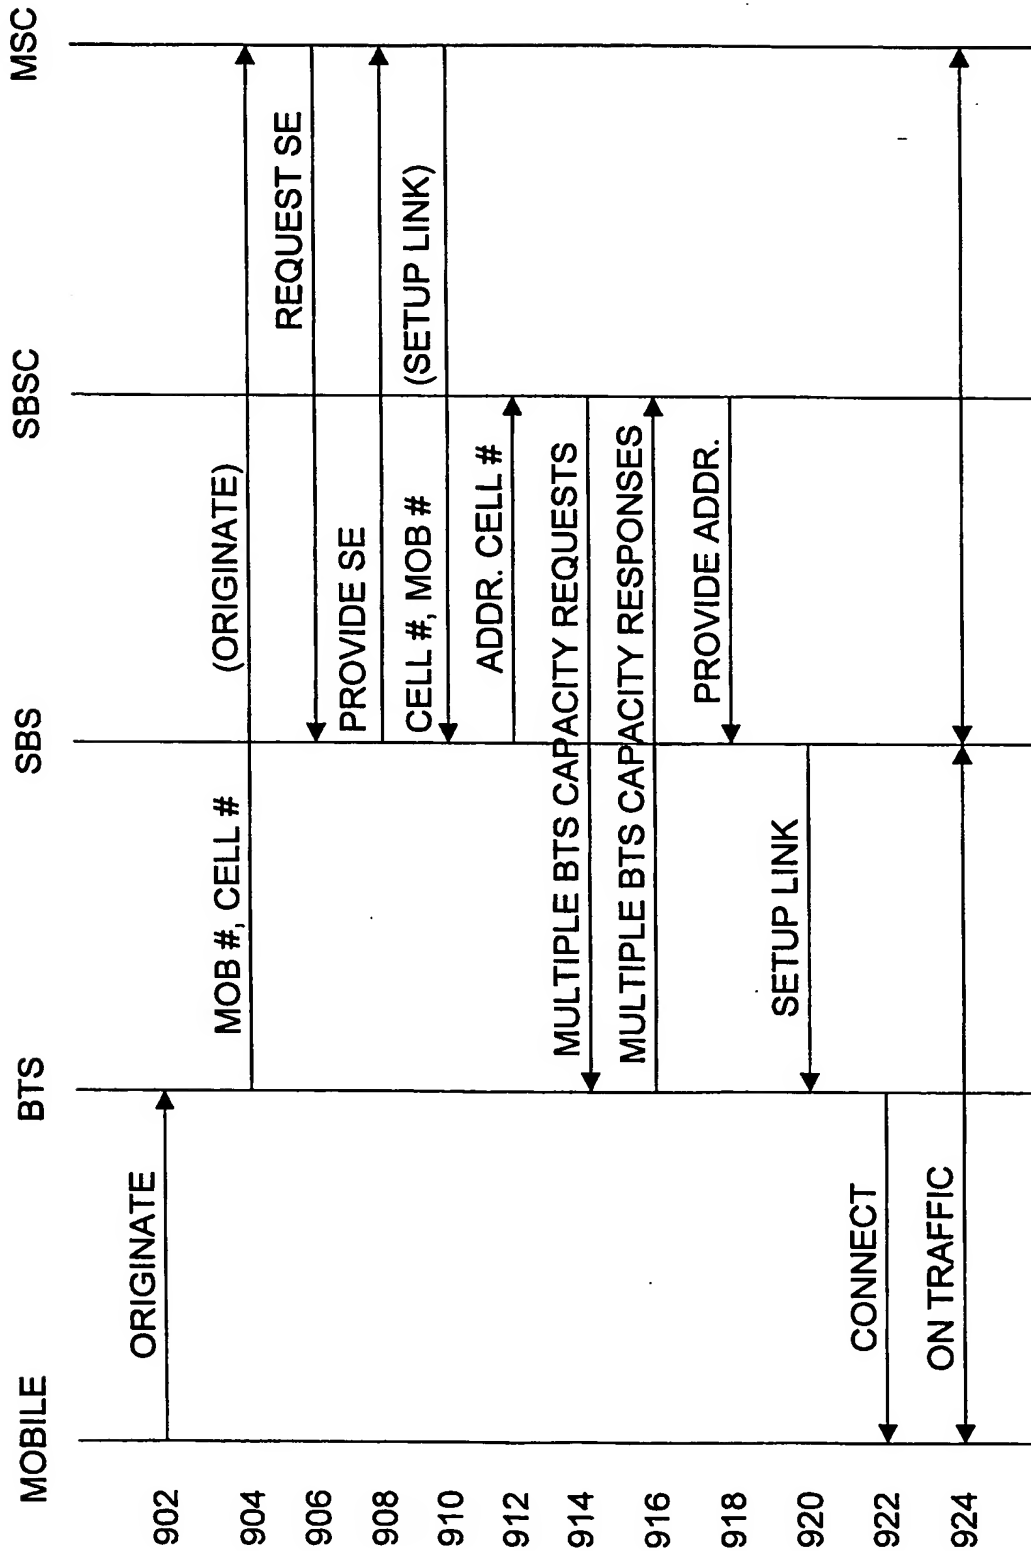 MOBILE
BTS
SBS
SBSC
MSC
902
ORIGINATE
904
MOB #, CELL #
(ORIGINATE)
906
REQUEST SE
908
PROVIDE SE
910
CELL #, MOB #
(SETUP LINK)
912
ADDR. CELL #
914
MULTIPLE BTS CAPACITY REQUESTS
916
MULTIPLE BTS CAPACITY RESPONSES
918
PROVIDE ADDR.
920
SETUP LINK
922
CONNECT
924
ON TRAFFIC